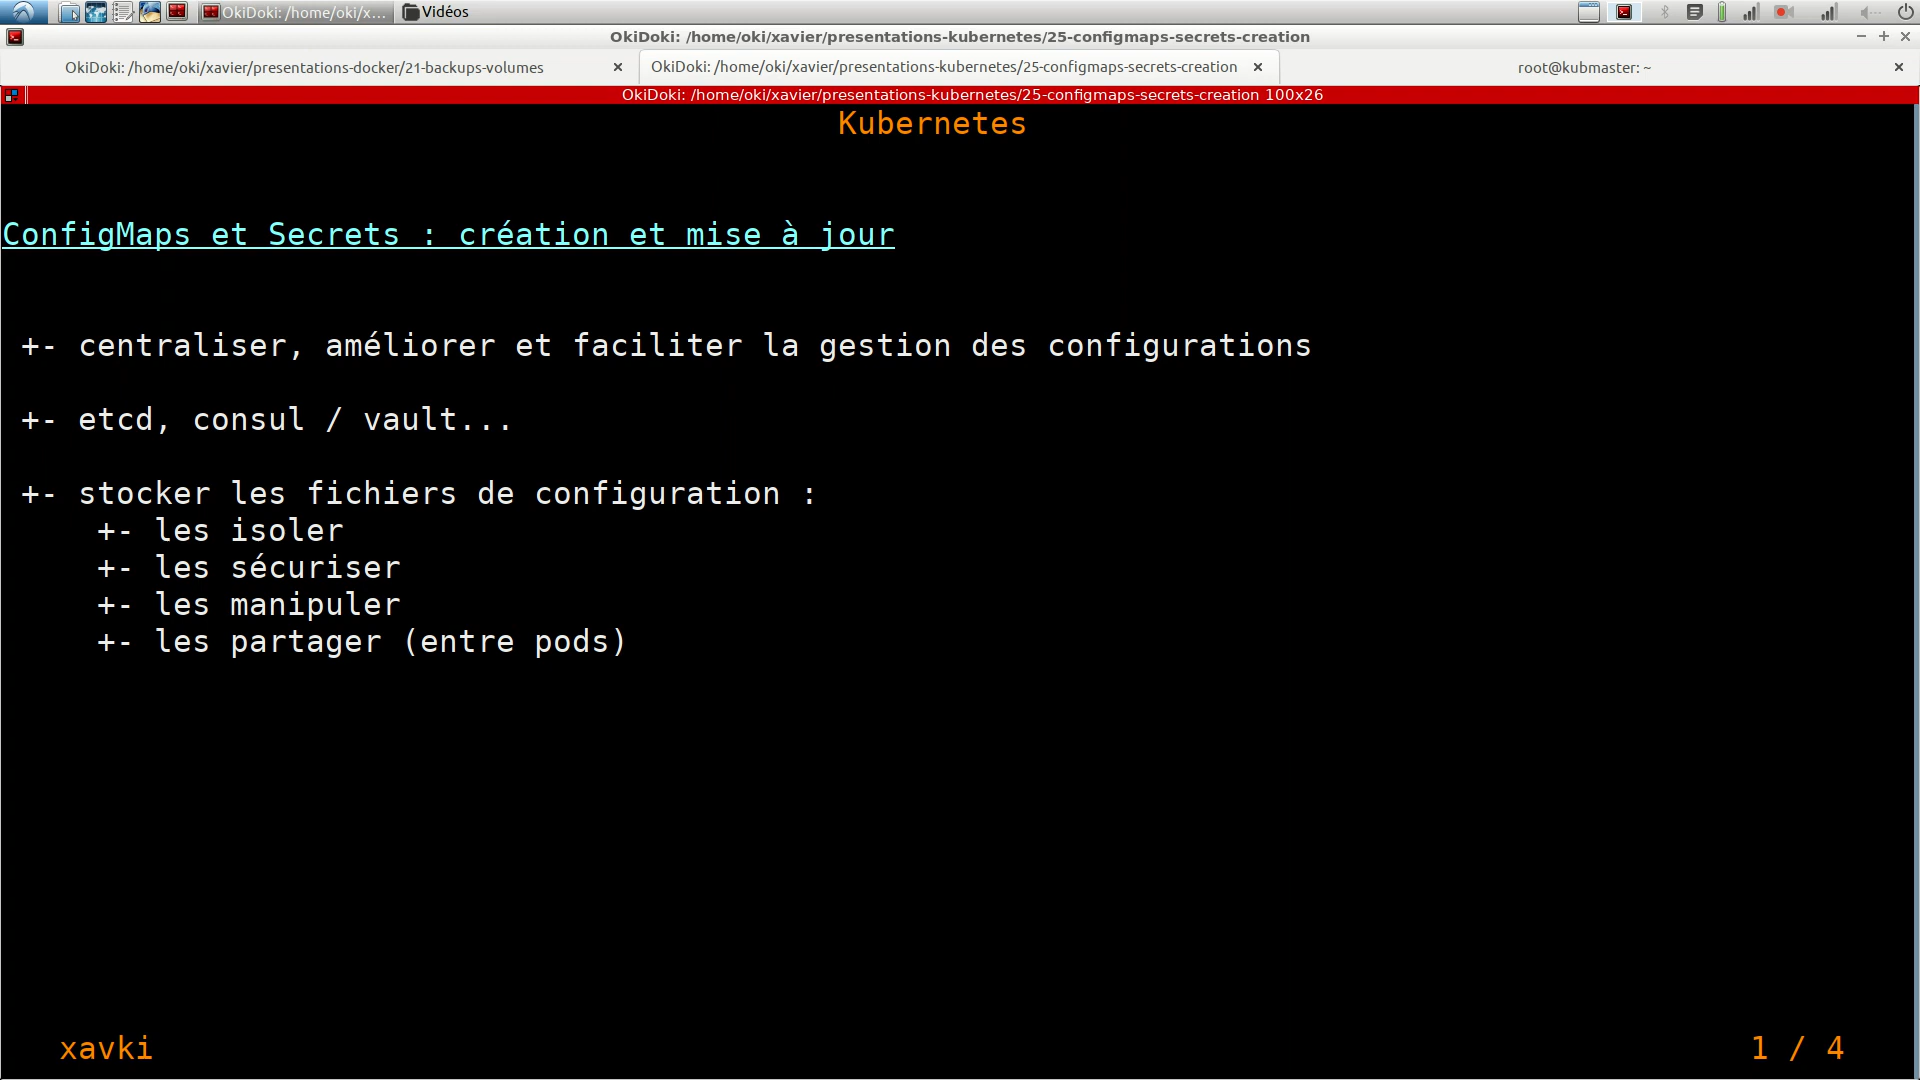 OkiDoki: /home/oki/x...
Vidéos
OkiDoki: /home/oki/xavier/presentations-kubernetes/25-configmaps-secrets-creation
OkiDoki: /home/oki/xavier/presentations-docker/21-backups-volumes
OkiDoki: /home/oki/xavier/presentations-kubernetes/25-configmaps-secrets-creation
root@kubmaster: ~
OkiDoki: /home/oki/xavier/presentations-kubernetes/25-configmaps-secrets-creation 100x26
Kubernetes
ConfigMaps et Secrets : création et mise à jour
+- centraliser, améliorer et faciliter la gestion des configurations
+- etcd, consul / vault...
+- stocker les fichiers de configuration :
+- les isoler
+- les sécuriser
+- les manipuler
+- les partager (entre pods)
xavki
1 / 4